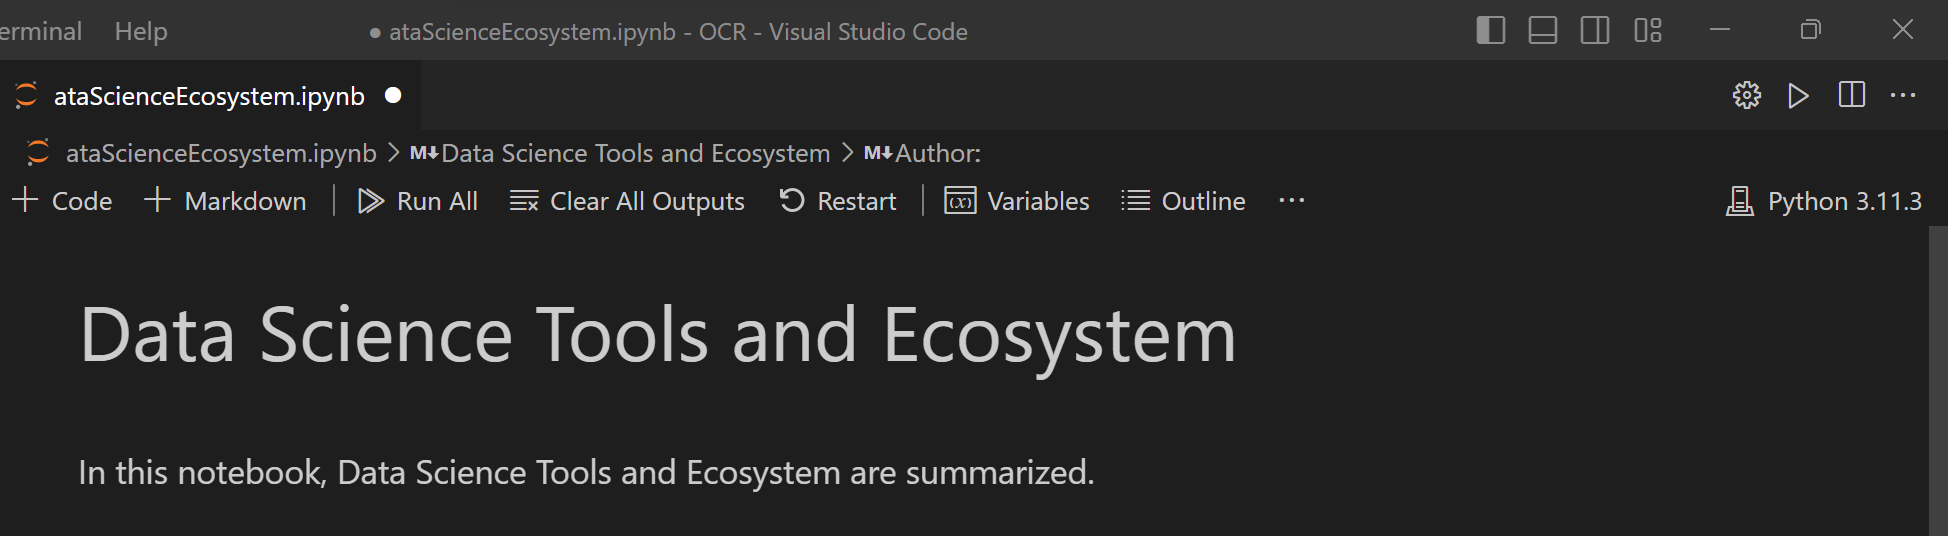 erminal Help ● ataScienceEcosystem.ipynb - OCR - Visual Studio Code
ataScienceEcosystem.ipynb ●
ataScienceEcosystem.ipynb > M↓Data Science Tools and Ecosystem > M↓Author:
+ Code + Markdown | Run All Clear All Outputs Restart | (x) Variables Outline ··· Python 3.11.3
Data Science Tools and Ecosystem
In this notebook, Data Science Tools and Ecosystem are summarized.